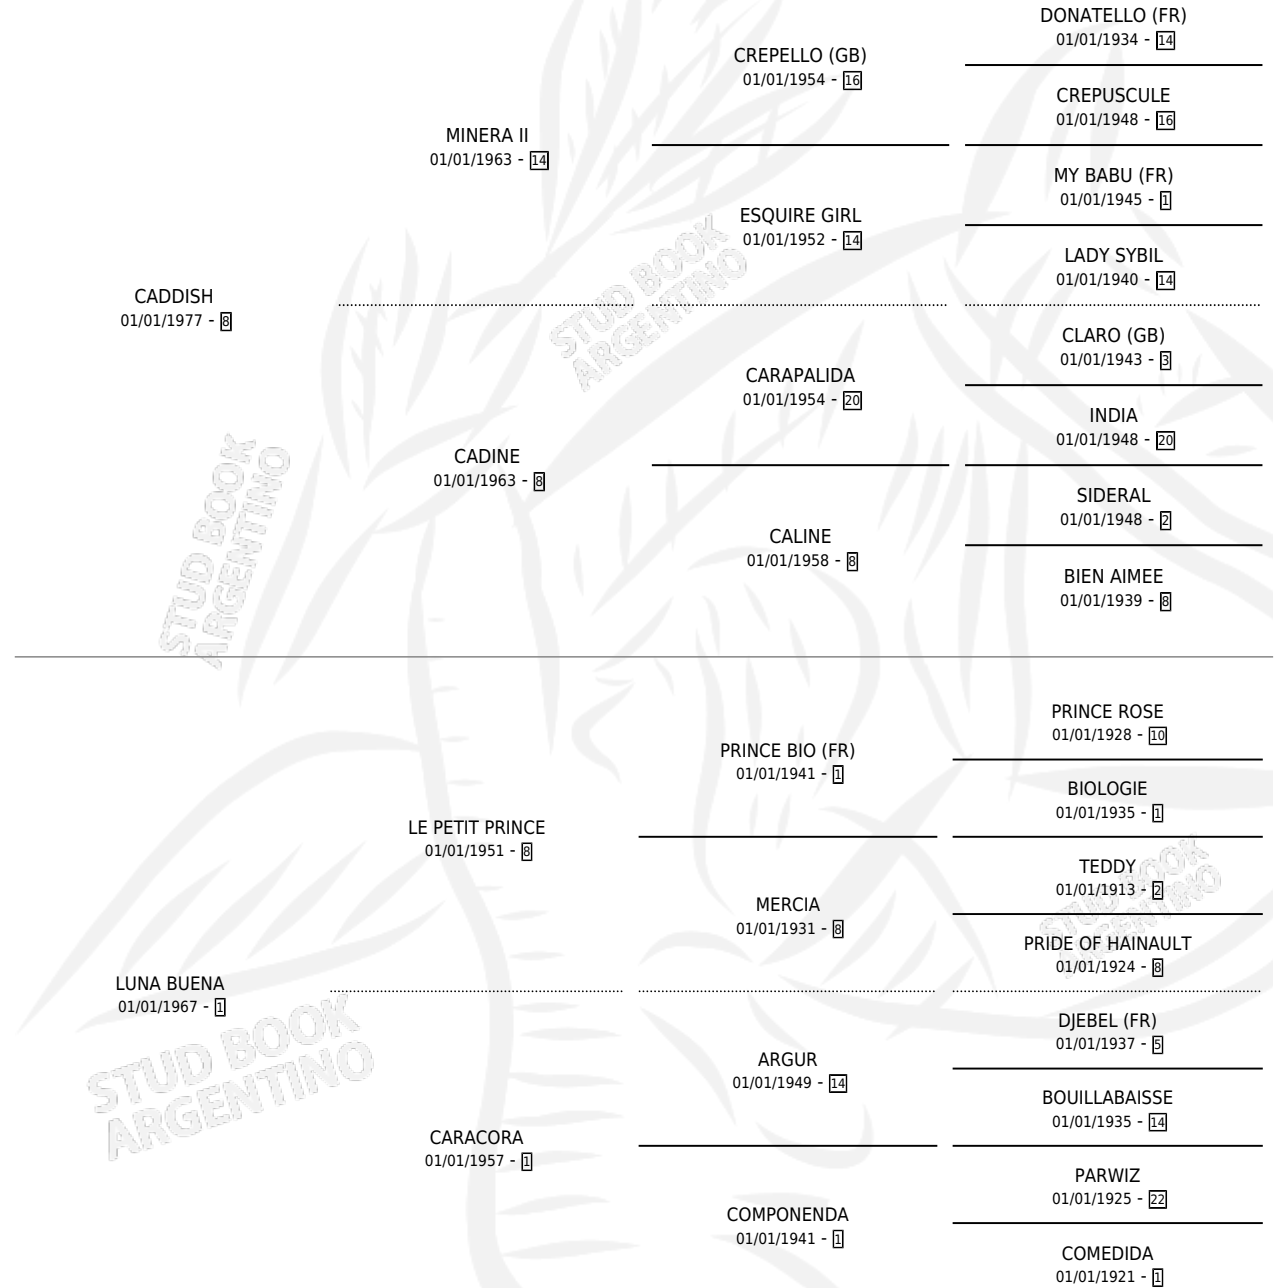 DONATELLO (FR)
01/01/1934 - 14
CREPELLO (GB)
01/01/1954 - 16
CREPUSCULE
01/01/1948 - 16
MINERA II
01/01/1963 - 14
MY BABU (FR)
01/01/1945 - 1
ESQUIRE GIRL
01/01/1952 - 14
LADY SYBIL
01/01/1940 - 14
CADDISH
01/01/1977 - 8
CLARO (GB)
01/01/1943 - 3
CARAPALIDA
01/01/1954 - 20
INDIA
01/01/1948 - 20
CADINE
01/01/1963 - 8
SIDERAL
01/01/1948 - 2
CALINE
01/01/1958 - 8
BIEN AIMEE
01/01/1939 - 8
PRINCE ROSE
01/01/1928 - 10
PRINCE BIO (FR)
01/01/1941 - 1
BIOLOGIE
01/01/1935 - 1
LE PETIT PRINCE
01/01/1951 - 8
TEDDY
01/01/1913 - 2
MERCIA
01/01/1931 - 8
PRIDE OF HAINAULT
01/01/1924 - 8
LUNA BUENA
01/01/1967 - 1
DJEBEL (FR)
01/01/1937 - 5
ARGUR
01/01/1949 - 14
BOUILLABAISSE
01/01/1935 - 14
CARACORA
01/01/1957 - 1
PARWIZ
01/01/1925 - 22
COMPONENDA
01/01/1941 - 1
COMEDIDA
01/01/1921 - 1
STUD BOOK
ARGENTINO
STUD BOOK
ARGENTINO
STUD BOOK
ARGENTINO
STUD BOOK
ARGENTINO